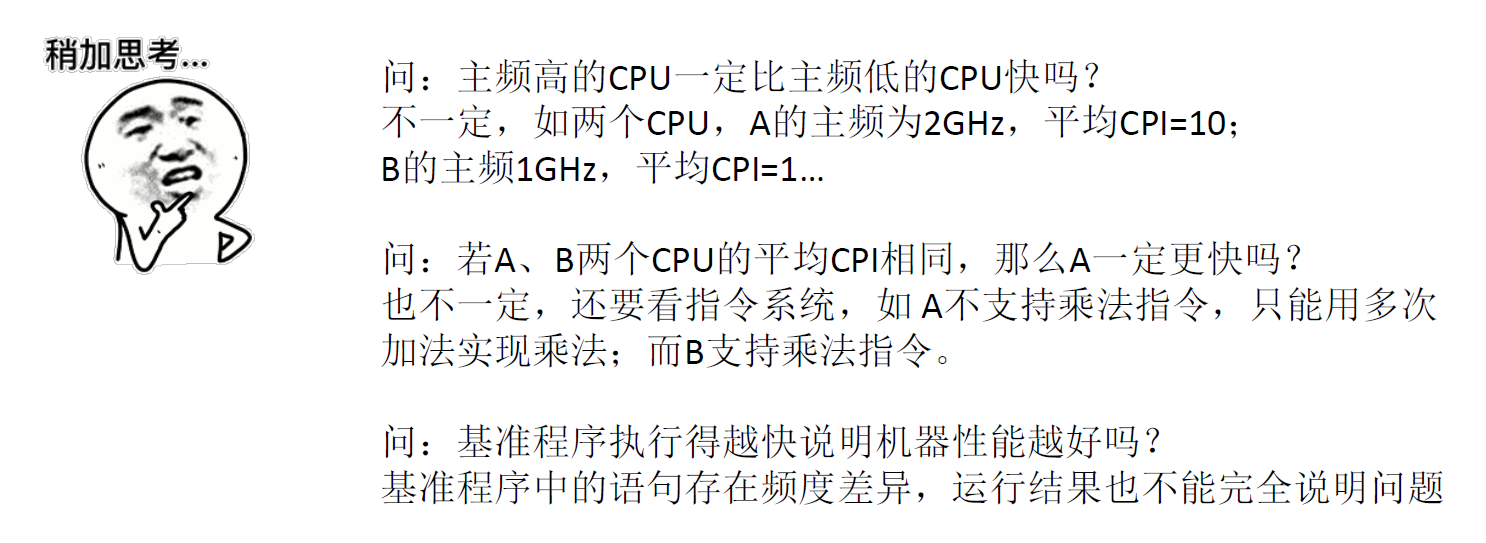 稍加思考...
问：主频高的CPU一定比主频低的CPU快吗？
不一定，如两个CPU，A的主频为2GHz，平均CPI=10；
B的主频1GHz，平均CPI=1…
问：若A、B两个CPU的平均CPI相同，那么A一定更快吗？
也不一定，还要看指令系统，如 A不支持乘法指令，只能用多次
加法实现乘法；而B支持乘法指令。
问：基准程序执行得越快说明机器性能越好吗？
基准程序中的语句存在频度差异，运行结果也不能完全说明问题